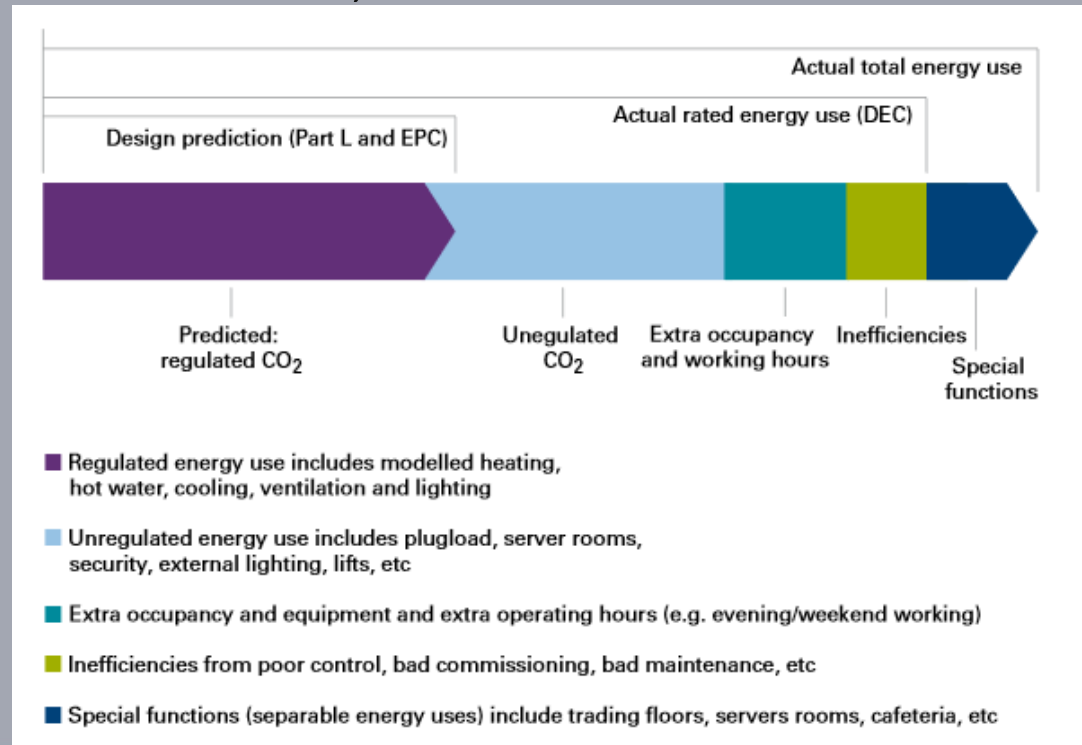 Actual total energy use
Actual rated energy use (DEC)
Design prediction (Part L and EPC)
Predicted:
regulated CO2
Unegulated
CO2
Extra occupancy
and working hours
Inefficiencies
Special
functions
Regulated energy use includes modelled heating,
hot water, cooling, ventilation and lighting
Unregulated energy use includes plugload, server rooms,
security, external lighting, lifts, etc
Extra occupancy and equipment and extra operating hours (e.g. evening/weekend working)
Inefficiencies from poor control, bad commissioning, bad maintenance, etc
Special functions (separable energy uses) include trading floors, servers rooms, cafeteria, etc